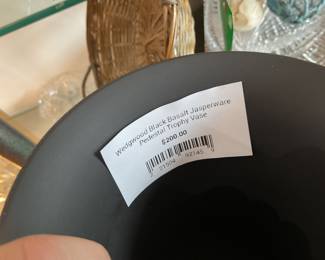 Wedgwood Black Basalt Jasperware
Pedestal Trophy Vase
$200.00